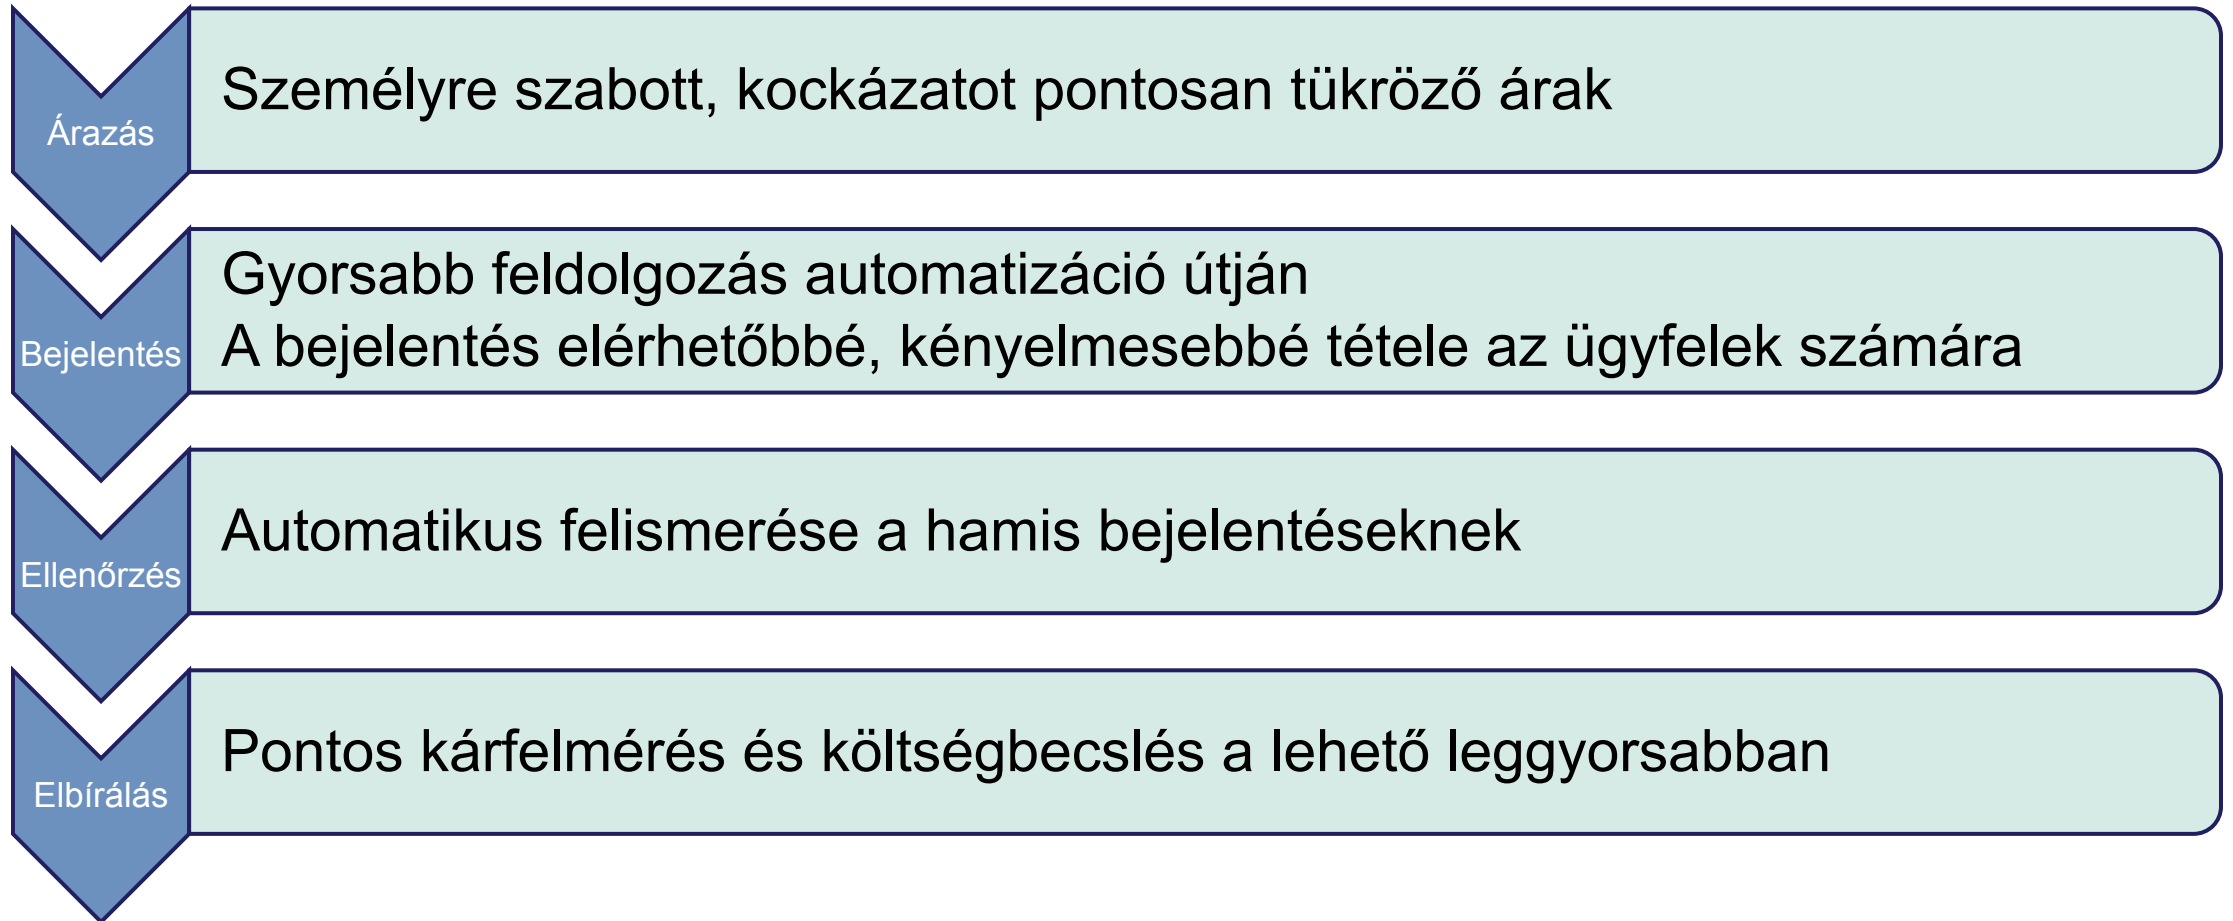 Árazás
Személyre szabott, kockázatot pontosan tükröző árak
Bejelentés
Gyorsabb feldolgozás automatizáció útján
A bejelentés elérhetőbbé, kényelmesebbé tétele az ügyfelek számára
Ellenőrzés
Automatikus felismerése a hamis bejelentéseknek
Elbírálás
Pontos kárfelmérés és költségbecslés a lehető leggyorsabban